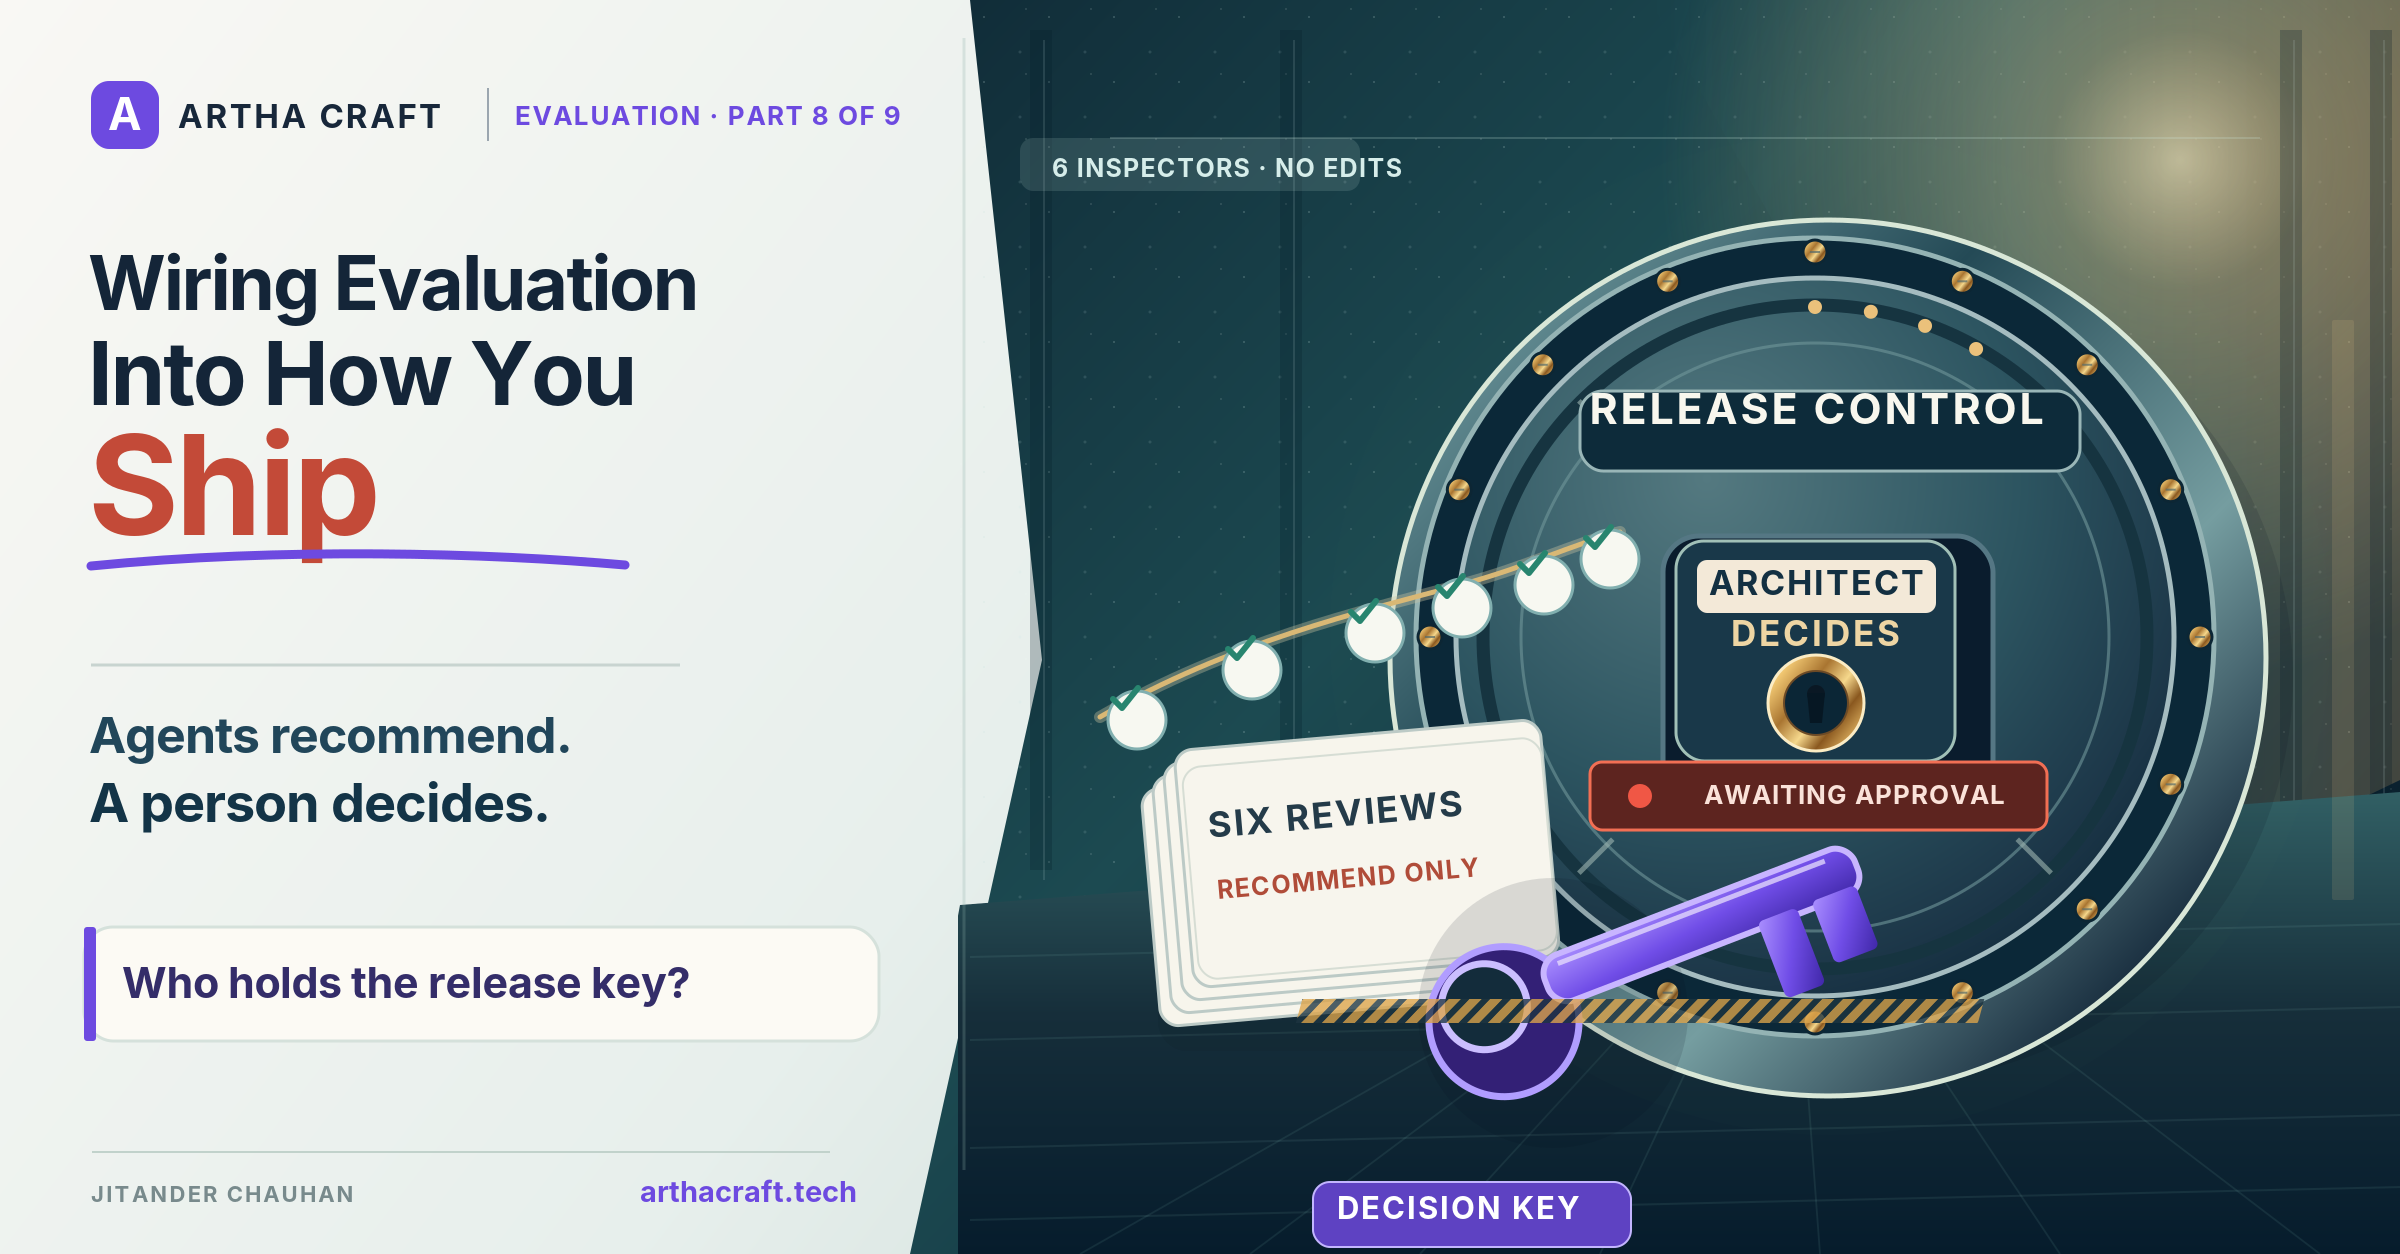 A ARTHA CRAFT
EVALUATION · PART 8 OF 9
Wiring Evaluation
Into How You
Ship
Agents recommend.
A person decides.
Who holds the release key?
JITANDER CHAUHAN
arthacraft.tech
6 INSPECTORS · NO EDITS
RELEASE CONTROL
ARCHITECT
DECIDES
AWAITING APPROVAL
SIX REVIEWS
RECOMMEND ONLY
DECISION KEY